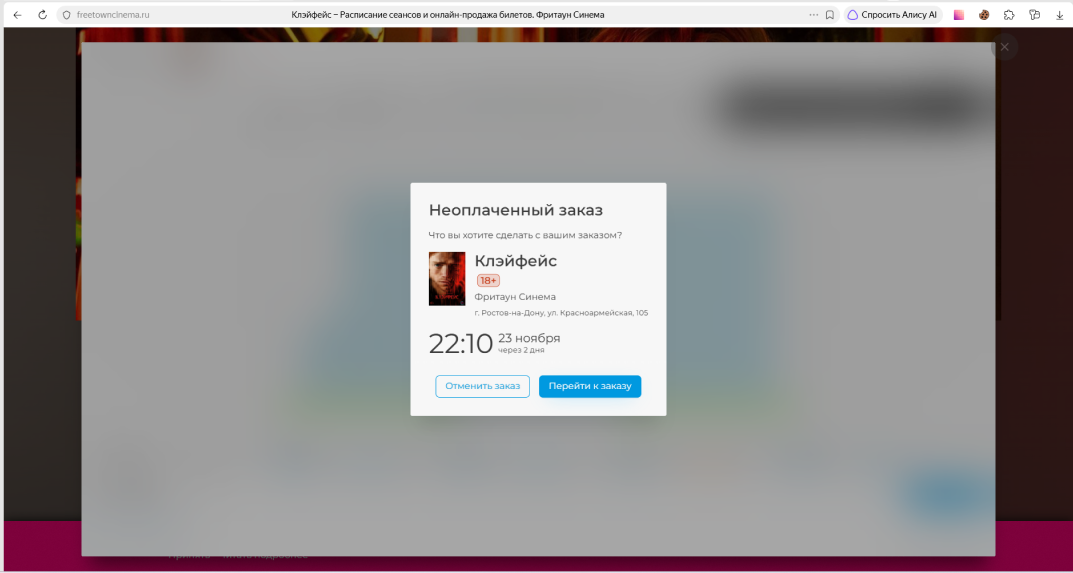 freetowncinema.ru
Клэйфейс – Расписание сеансов и онлайн-продажа билетов. Фритаун Синема
Спросить Алису AI
Неоплаченный заказ
Что вы хотите сделать с вашим заказом?
Клэйфейс
18+
Фритаун Синема
г. Ростов-на-Дону, ул. Красноармейская, 105
22:10
23 ноября
через 2 дня
Отменить заказ
Перейти к заказу